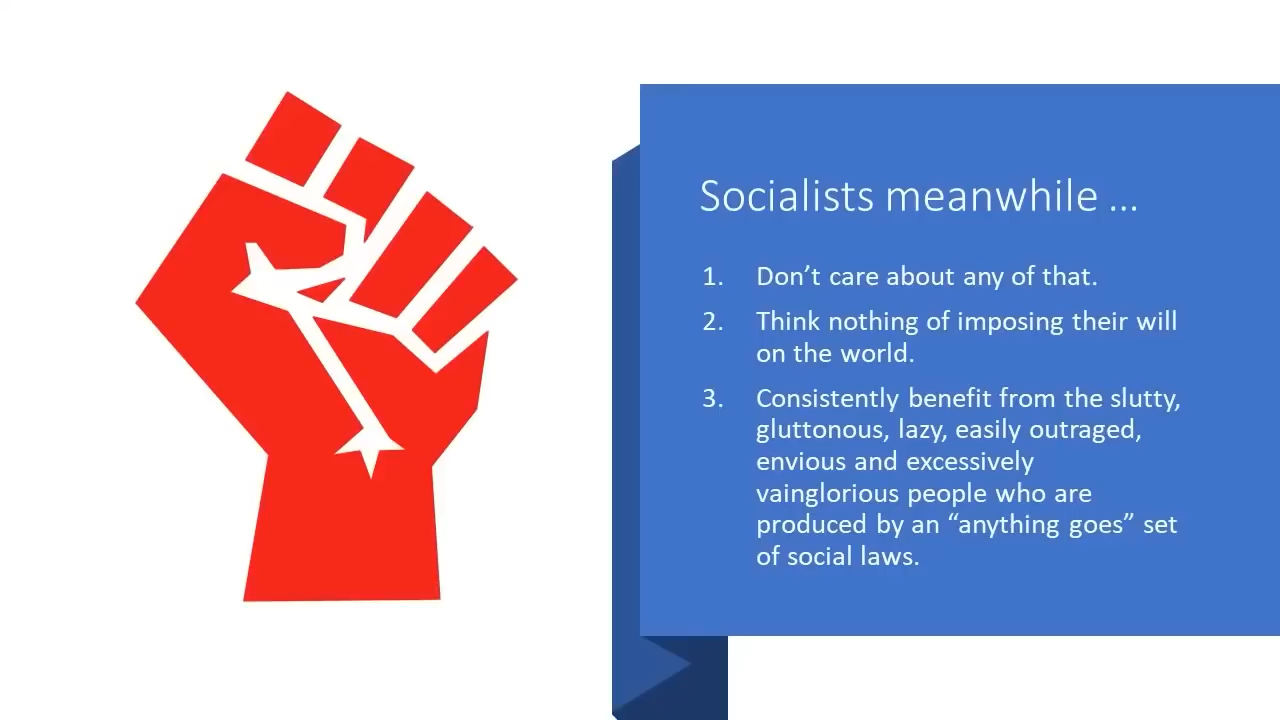 Socialists meanwhile ...
1. Don’t care about any of that.
2. Think nothing of imposing their will
on the world.
3. Consistently benefit from the slutty,
gluttonous, lazy, easily outraged,
envious and excessively
vainglorious people who are
produced by an “anything goes” set
of social laws.